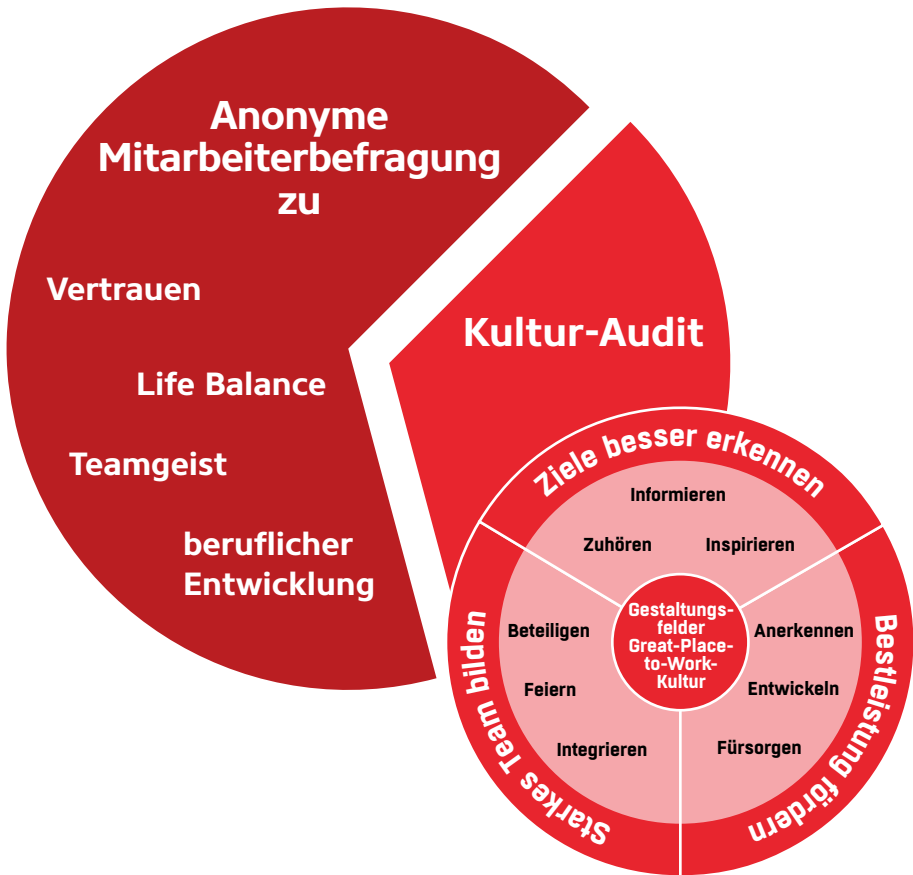 Anonyme
Mitarbeiterbefragung
zu
Vertrauen
Life Balance
Teamgeist
beruflicher
Entwicklung
Kultur-Audit
Ziele besser erkennen
Informieren
Zuhören
Inspirieren
Gestaltungs-
felder
Great-Place-
to-Work-
Kultur
Starkes Team bilden
Beteiligen
Feiern
Integrieren
Bestleistung fördern
Anerkennen
Entwickeln
Fürsorgen